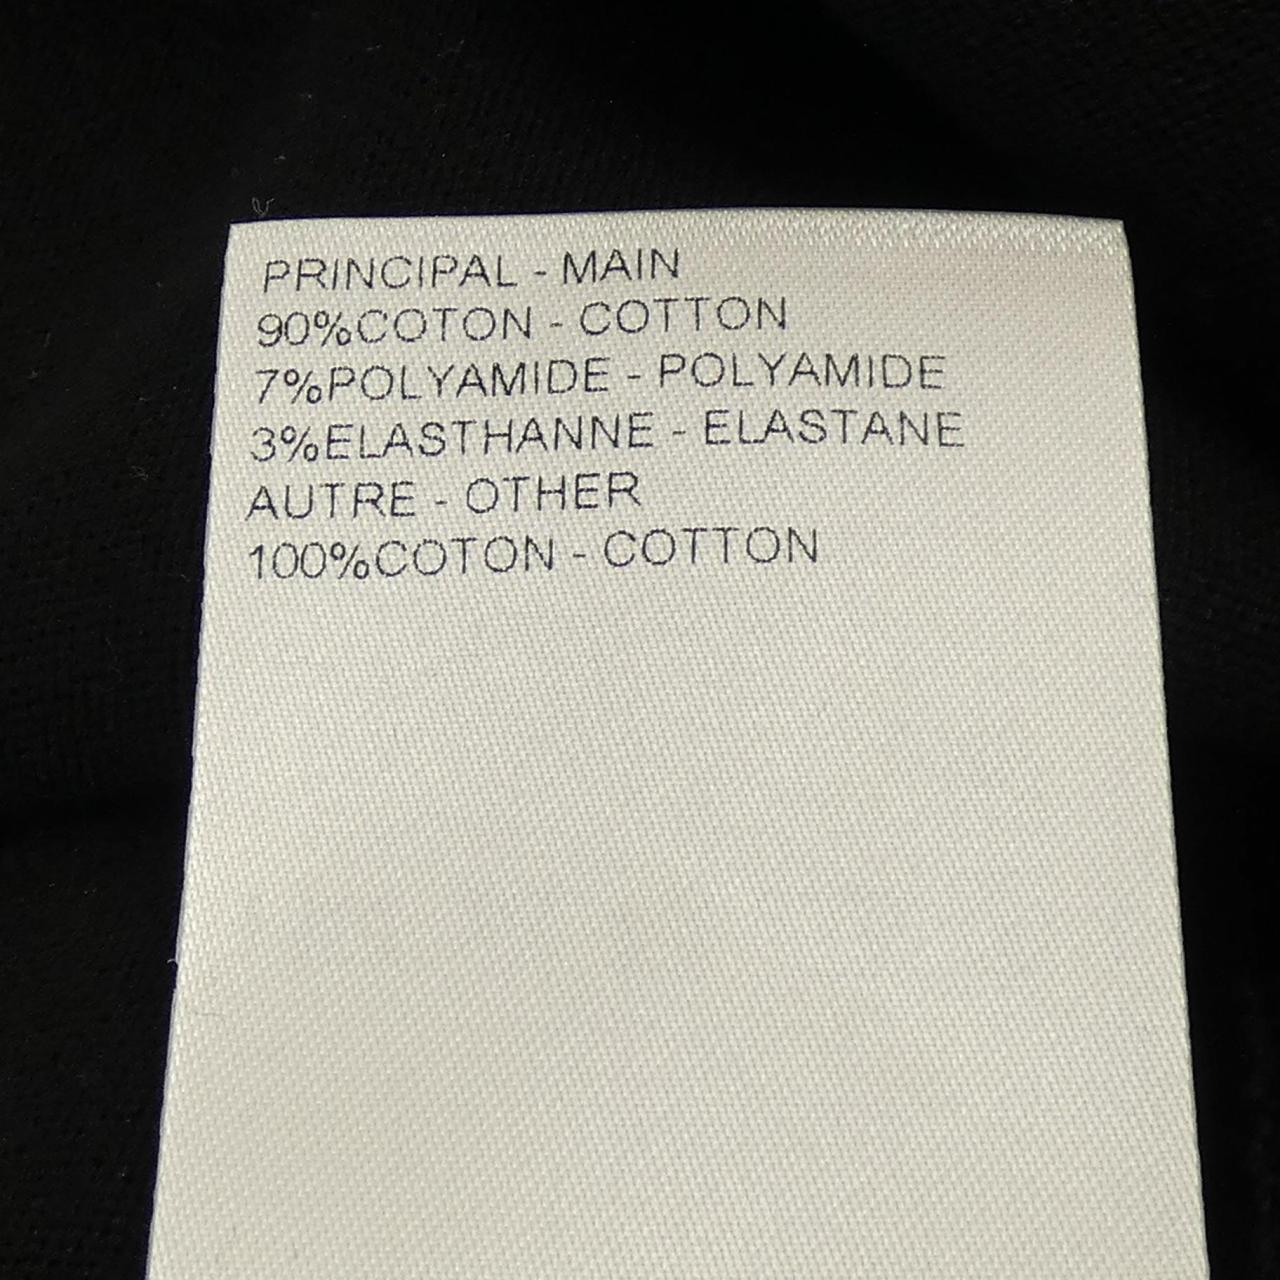 PRINCIPAL - MAIN
90%COTON - COTTON
7%POLYAMIDE - POLYAMIDE
3%ELASTHANNE - ELASTANE
AUTRE - OTHER
100%COTON - COTTON